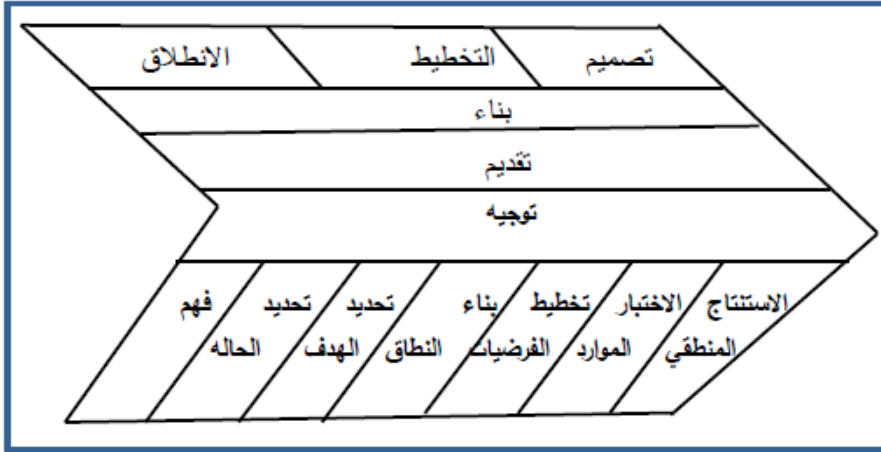 تصميم التخطيط الانطلاق
بناء
تقديم
توجيه
الاستنتاج الاختبار تخطيط بناء تحديد تحديد فهم
المنطقي الموارد الفرضيات النطاق الهدف الحاله